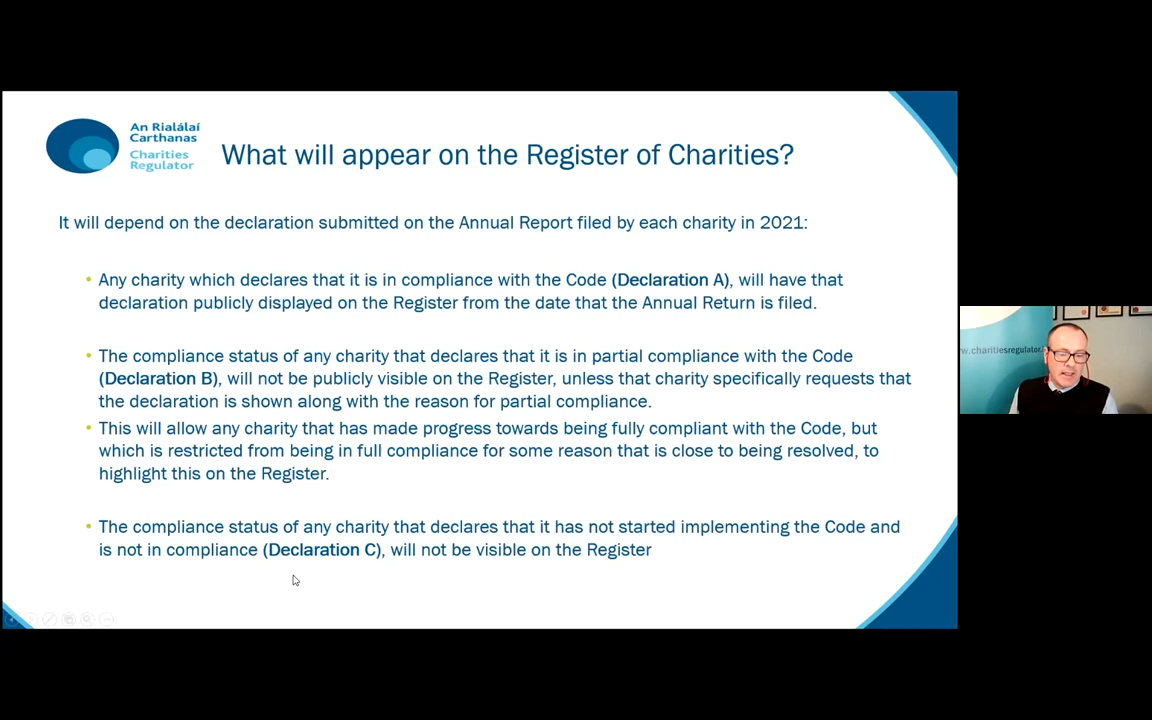 An Rialálaí
Carthanas
Charities
Regulator
What will appear on the Register of Charities?
It will depend on the declaration submitted on the Annual Report filed by each charity in 2021:
• Any charity which declares that it is in compliance with the Code (Declaration A), will have that
declaration publicly displayed on the Register from the date that the Annual Return is filed.
• The compliance status of any charity that declares that it is in partial compliance with the Code
(Declaration B), will not be publicly visible on the Register, unless that charity specifically requests that
the declaration is shown along with the reason for partial compliance.
• This will allow any charity that has made progress towards being fully compliant with the Code, but
which is restricted from being in full compliance for some reason that is close to being resolved, to
highlight this on the Register.
• The compliance status of any charity that declares that it has not started implementing the Code and
is not in compliance (Declaration C), will not be visible on the Register
w.charitiesregulator